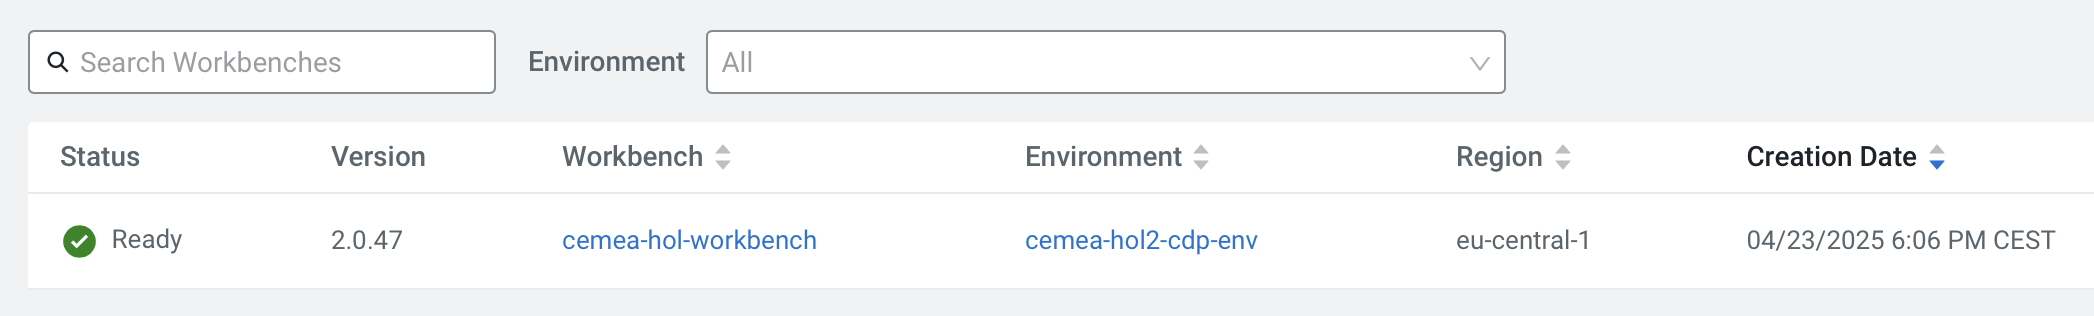 Search Workbenches Environment All
Status Version Workbench Environment Region Creation Date
Ready 2.0.47 cemea-hol-workbench cemea-hol2-cdp-env eu-central-1 04/23/2025 6:06 PM CEST